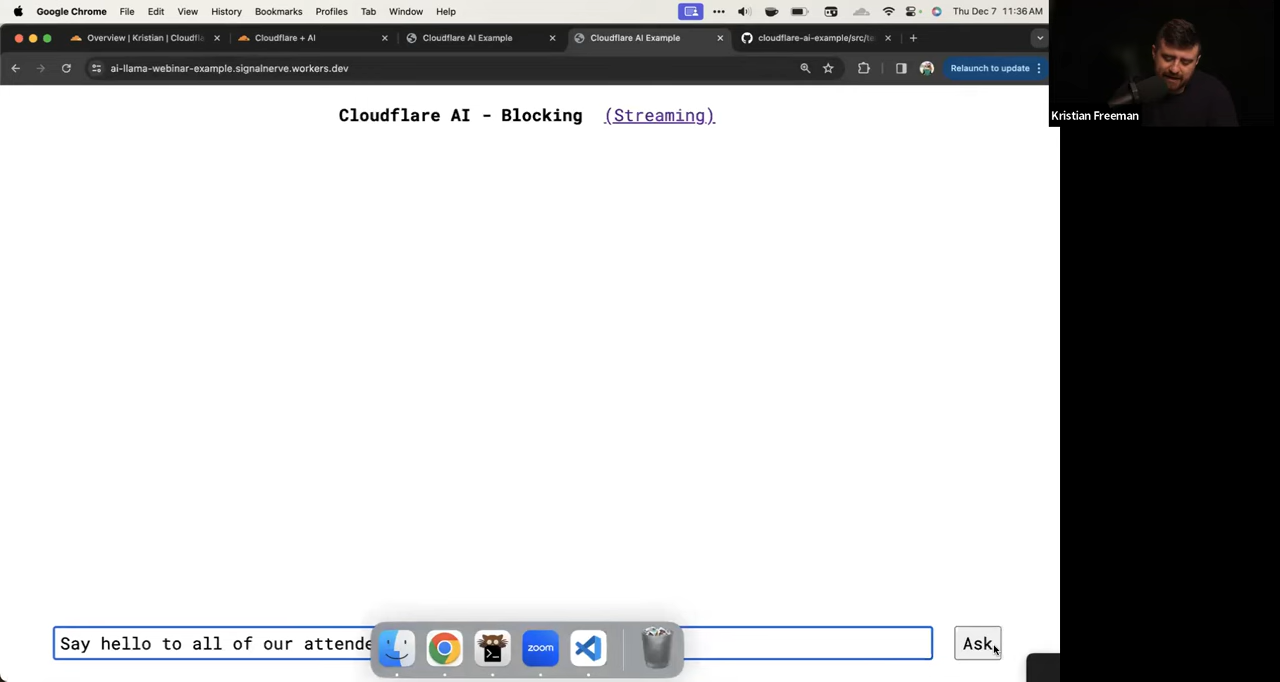 Google Chrome File Edit View History Bookmarks Profiles Tab Window Help Thu Dec 7 11:36 AM
Overview | Kristian | Cloudfl
Cloudflare + AI
Cloudflare AI Example
Cloudflare AI Example
cloudflare-ai-example/src/te
ai-llama-webinar-example.signalnerve.workers.dev
Relaunch to update
Kristian Freeman
Cloudflare AI - Blocking (Streaming)
Say hello to all of our attende
zoom
Ask